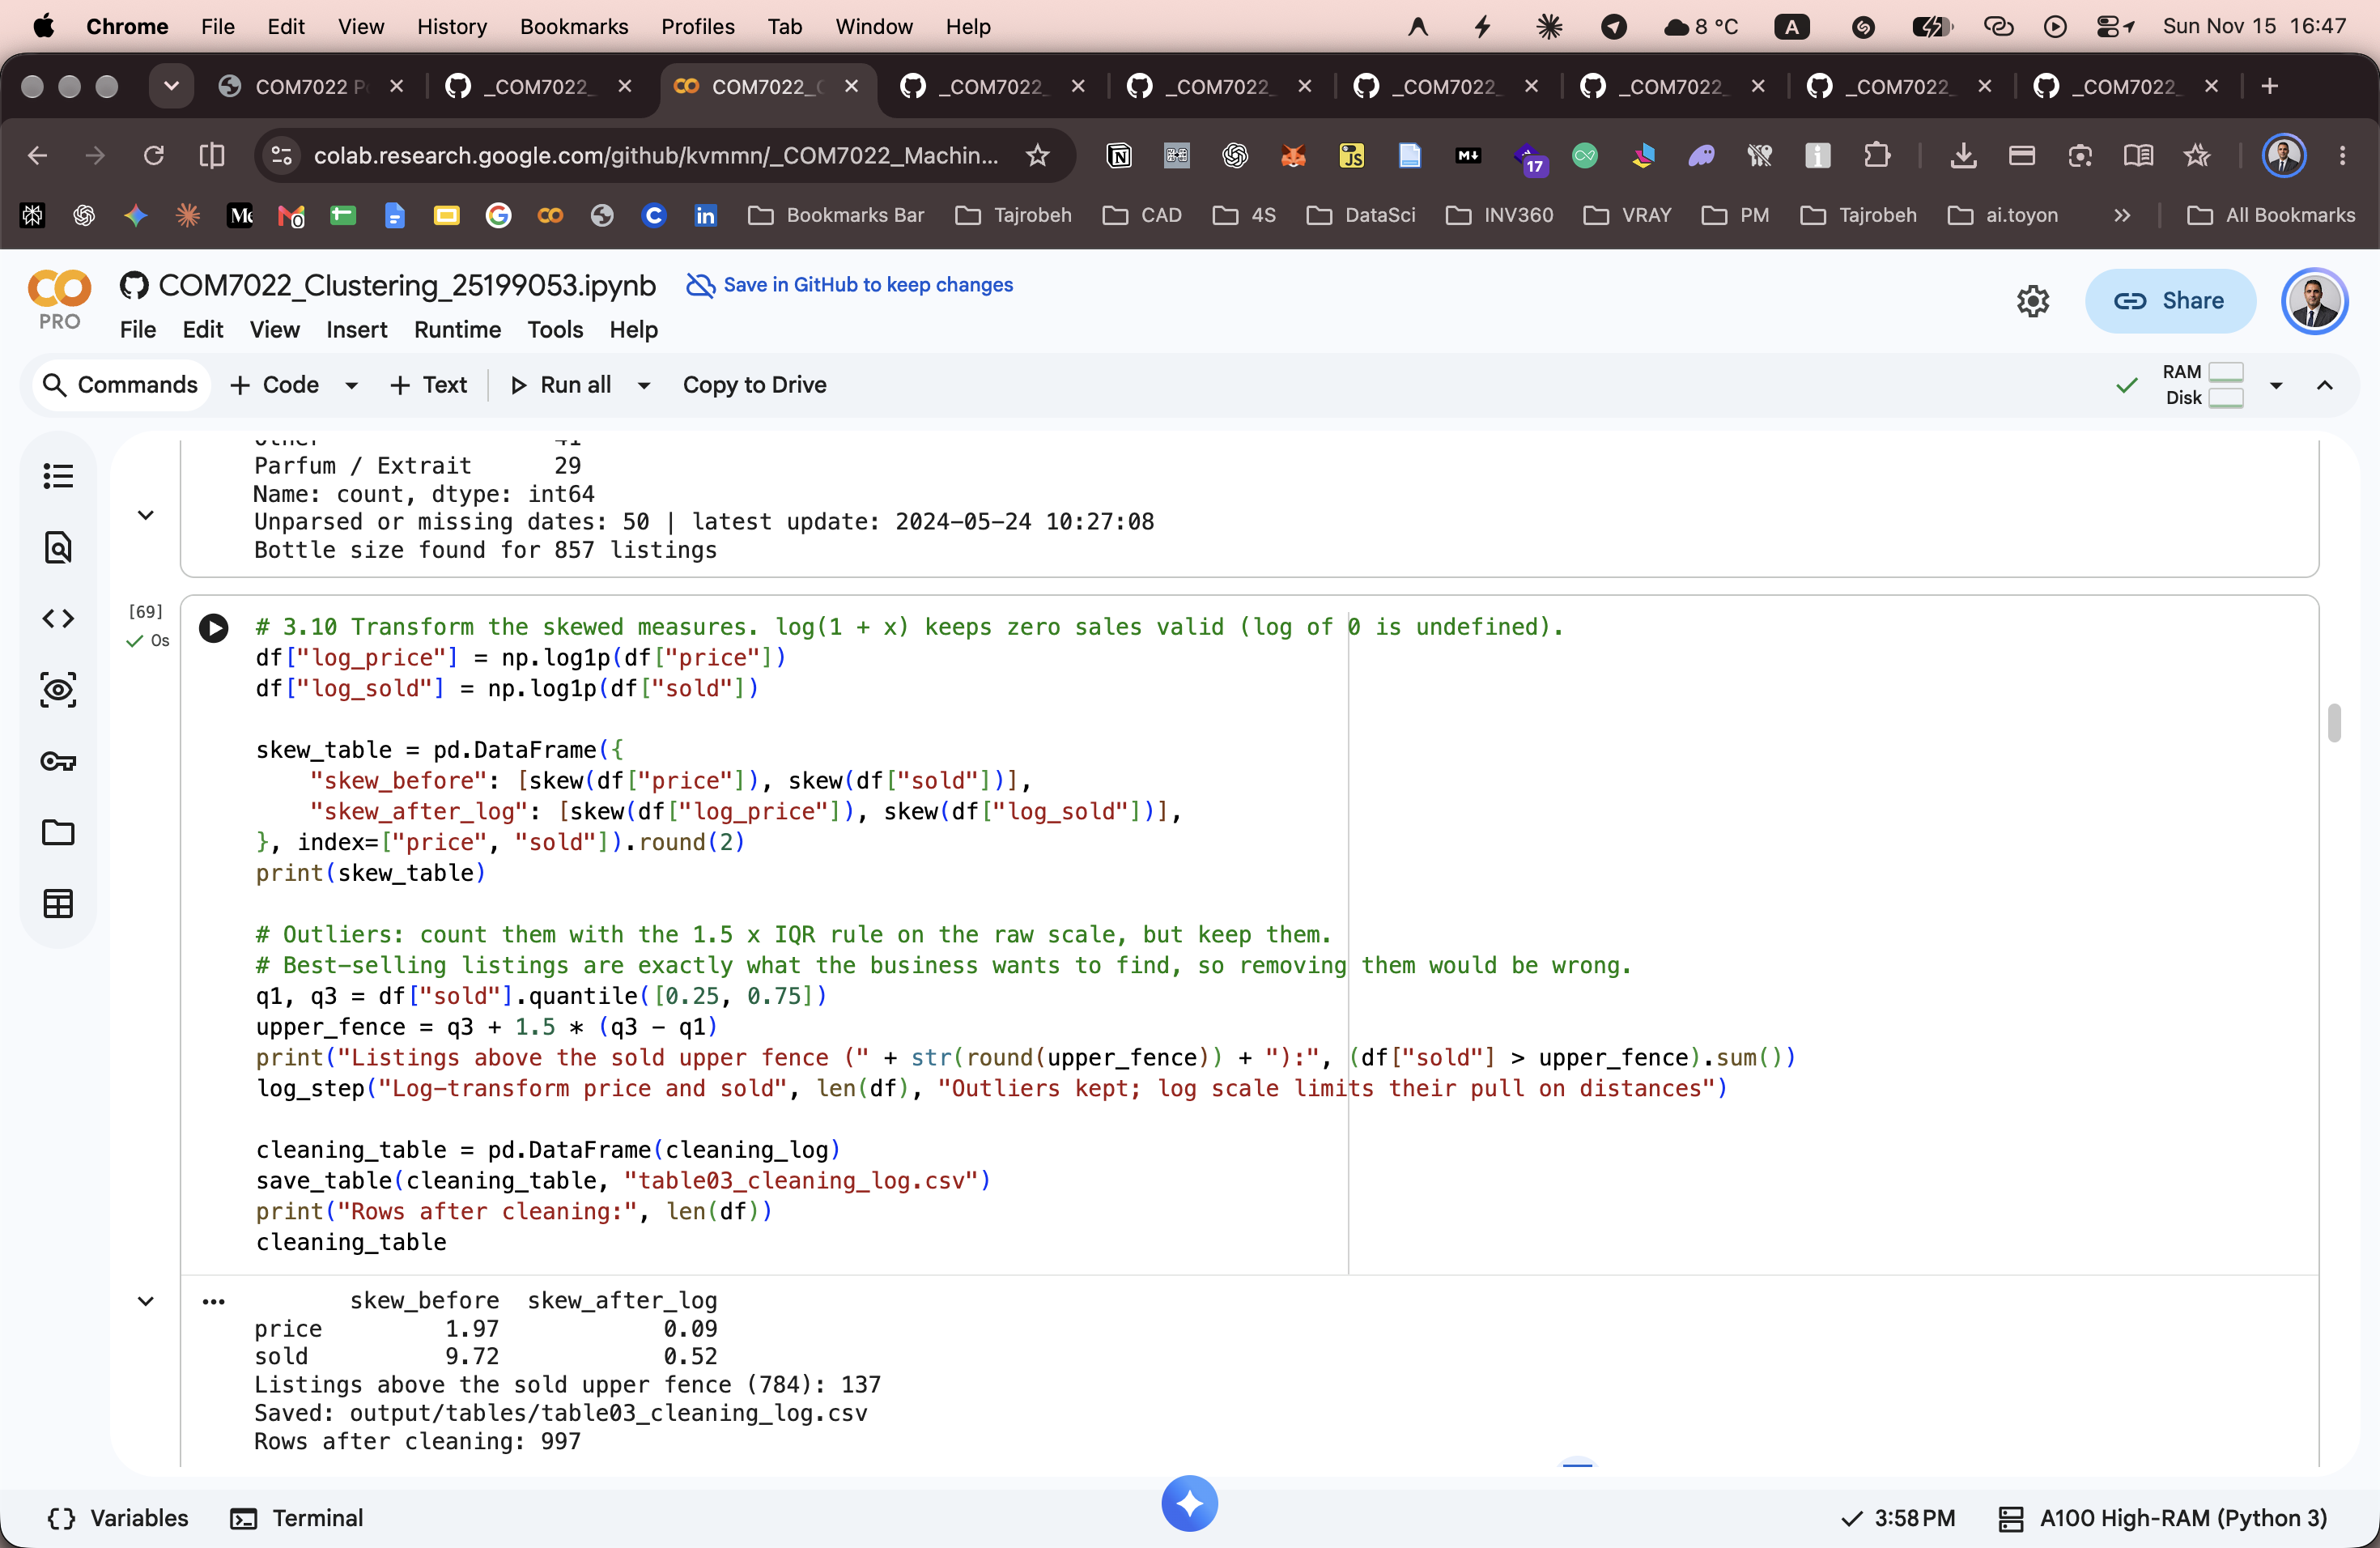 Chrome File Edit View History Bookmarks Profiles Tab Window Help 8 °C A Sun Nov 15 16:47
COM7022 _COM7022_ COM7022_ _COM7022_ _COM7022_ _COM7022_ _COM7022_ _COM7022_ _COM7022_
colab.research.google.com/github/kvmmn/_COM7022_Machin... JS M 17
Bookmarks Bar Tajrobeh CAD 4S DataSci INV360 VRAY PM Tajrobeh ai.toyon All Bookmarks
PRO
COM7022_Clustering_25199053.ipynb Save in GitHub to keep changes
Share
File Edit View Insert Runtime Tools Help
Commands + Code + Text Run all Copy to Drive
RAM
Disk
Parfum / Extrait 29
Name: count, dtype: int64
Unparsed or missing dates: 50 | latest update: 2024-05-24 10:27:08
Bottle size found for 857 listings
[69]
0s
# 3.10 Transform the skewed measures. log(1 + x) keeps zero sales valid (log of 0 is undefined).
df["log_price"] = np.log1p(df["price"])
df["log_sold"] = np.log1p(df["sold"])
skew_table = pd.DataFrame({
"skew_before": [skew(df["price"]), skew(df["sold"])],
"skew_after_log": [skew(df["log_price"]), skew(df["log_sold"])],
}, index=["price", "sold"]).round(2)
print(skew_table)
# Outliers: count them with the 1.5 x IQR rule on the raw scale, but keep them.
# Best-selling listings are exactly what the business wants to find, so removing them would be wrong.
q1, q3 = df["sold"].quantile([0.25, 0.75])
upper_fence = q3 + 1.5 * (q3 - q1)
print("Listings above the sold upper fence (" + str(round(upper_fence)) + "):", (df["sold"] > upper_fence).sum())
log_step("Log-transform price and sold", len(df), "Outliers kept; log scale limits their pull on distances")
cleaning_table = pd.DataFrame(cleaning_log)
save_table(cleaning_table, "table03_cleaning_log.csv")
print("Rows after cleaning:", len(df))
cleaning_table
skew_before skew_after_log
price 1.97 0.09
sold 9.72 0.52
Listings above the sold upper fence (784): 137
Saved: output/tables/table03_cleaning_log.csv
Rows after cleaning: 997
Variables Terminal 3:58 PM A100 High-RAM (Python 3)